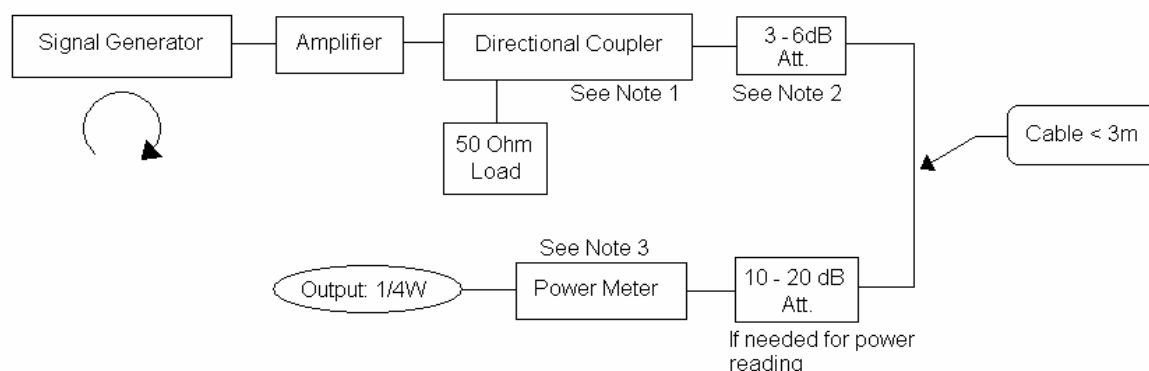 Signal Generator
Amplifier
Directional Coupler
3 - 6dB
Att.
See Note 1
See Note 2
50 Ohm
Load
Cable < 3m
See Note 3
Output: 1/4W
Power Meter
10 - 20 dB
Att.
If needed for power
reading